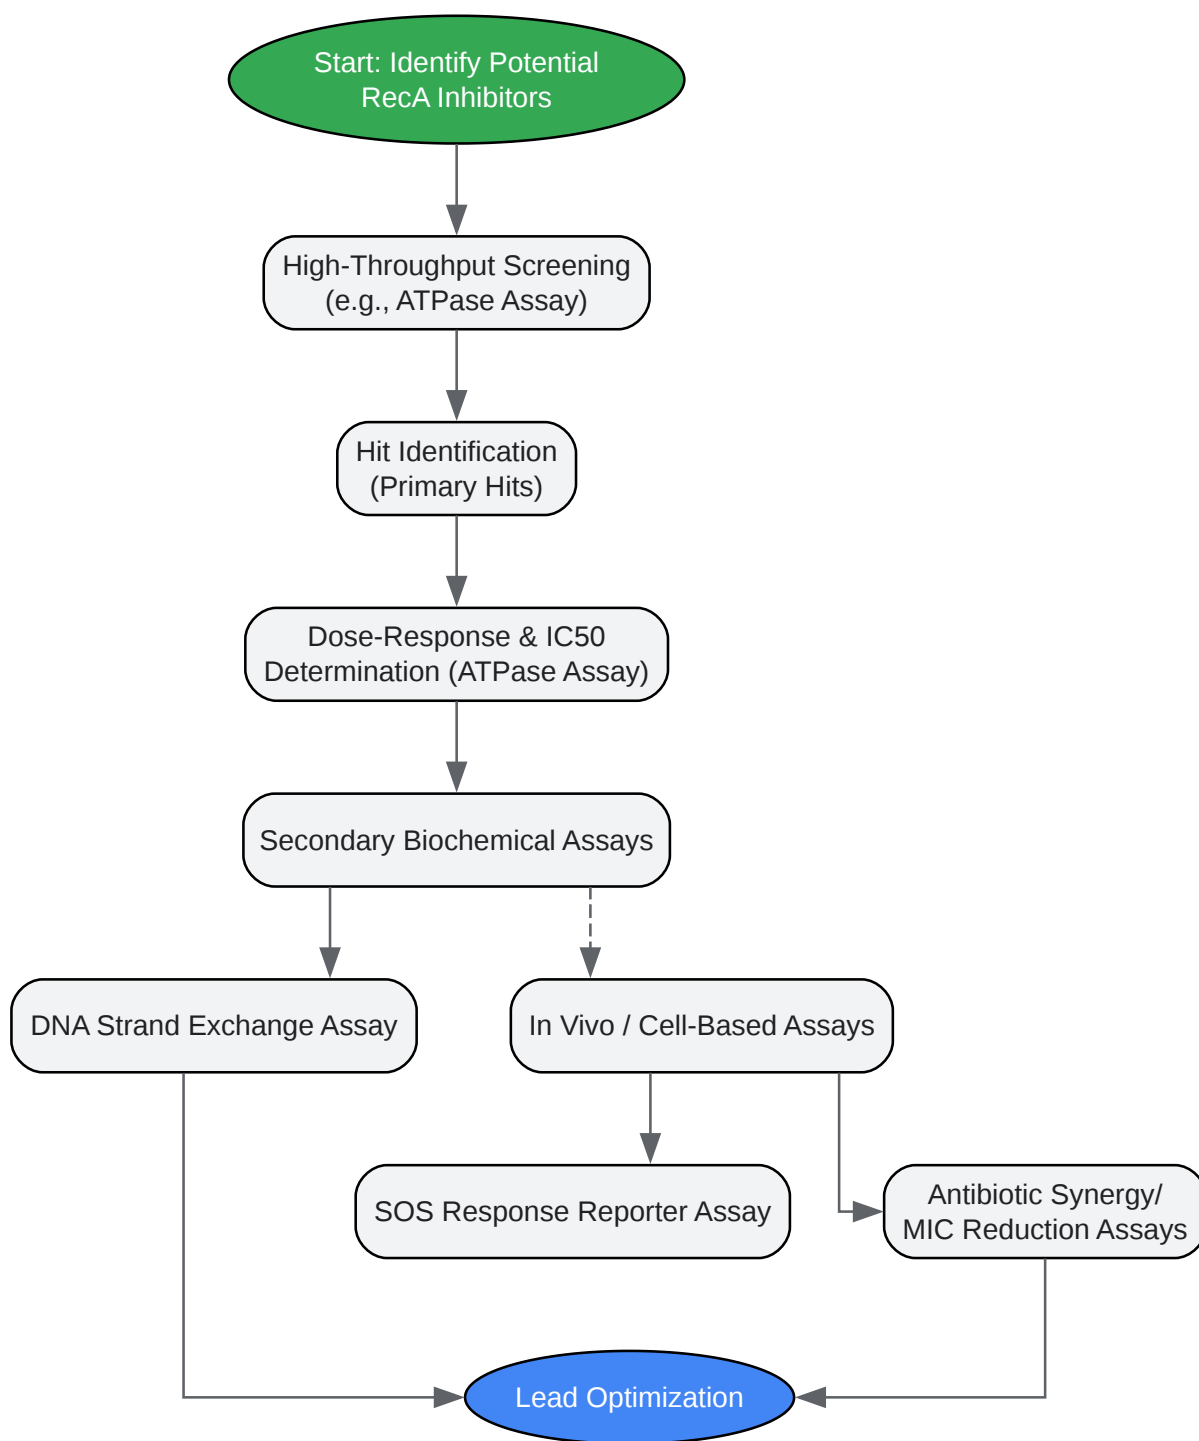 Start: Identify Potential
RecA Inhibitors
High-Throughput Screening
(e.g., ATPase Assay)
Hit Identification
(Primary Hits)
Dose-Response & IC50
Determination (ATPase Assay)
Secondary Biochemical Assays
DNA Strand Exchange Assay
In Vivo / Cell-Based Assays
SOS Response Reporter Assay
Antibiotic Synergy/
MIC Reduction Assays
Lead Optimization